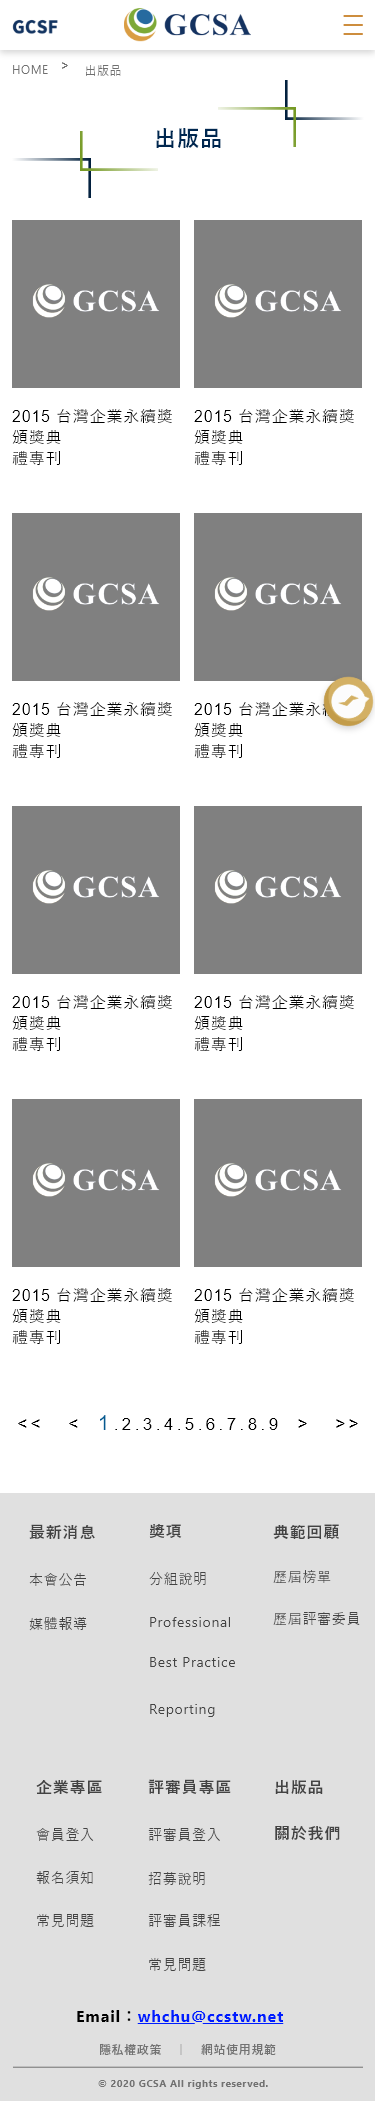 GCSF
GCSA
HOME > 出版品
出版品
GCSA GCSA
2015 台灣企業永續獎
頒獎典
禮專刊
2015 台灣企業永續獎
頒獎典
禮專刊
GCSA GCSA
2015 台灣企業永續獎
頒獎典
禮專刊
2015 台灣企業永
頒獎典
禮專刊
GCSA GCSA
2015 台灣企業永續獎
頒獎典
禮專刊
2015 台灣企業永續獎
頒獎典
禮專刊
GCSA GCSA
2015 台灣企業永續獎
頒獎典
禮專刊
2015 台灣企業永續獎
頒獎典
禮專刊
<< < 1.2.3.4.5.6.7.8.9 > >>
最新消息
本會公告
媒體報導
獎項
分組說明
Professional
Best Practice
Reporting
典範回顧
歷屆榜單
歷屆評審委員
企業專區
會員登入
報名須知
常見問題
評審員專區
評審員登入
招募說明
評審員課程
常見問題
出版品
關於我們
Email：whchu@ccstw.net
隱私權政策 | 網站使用規範
© 2020 GCSA All rights reserved.